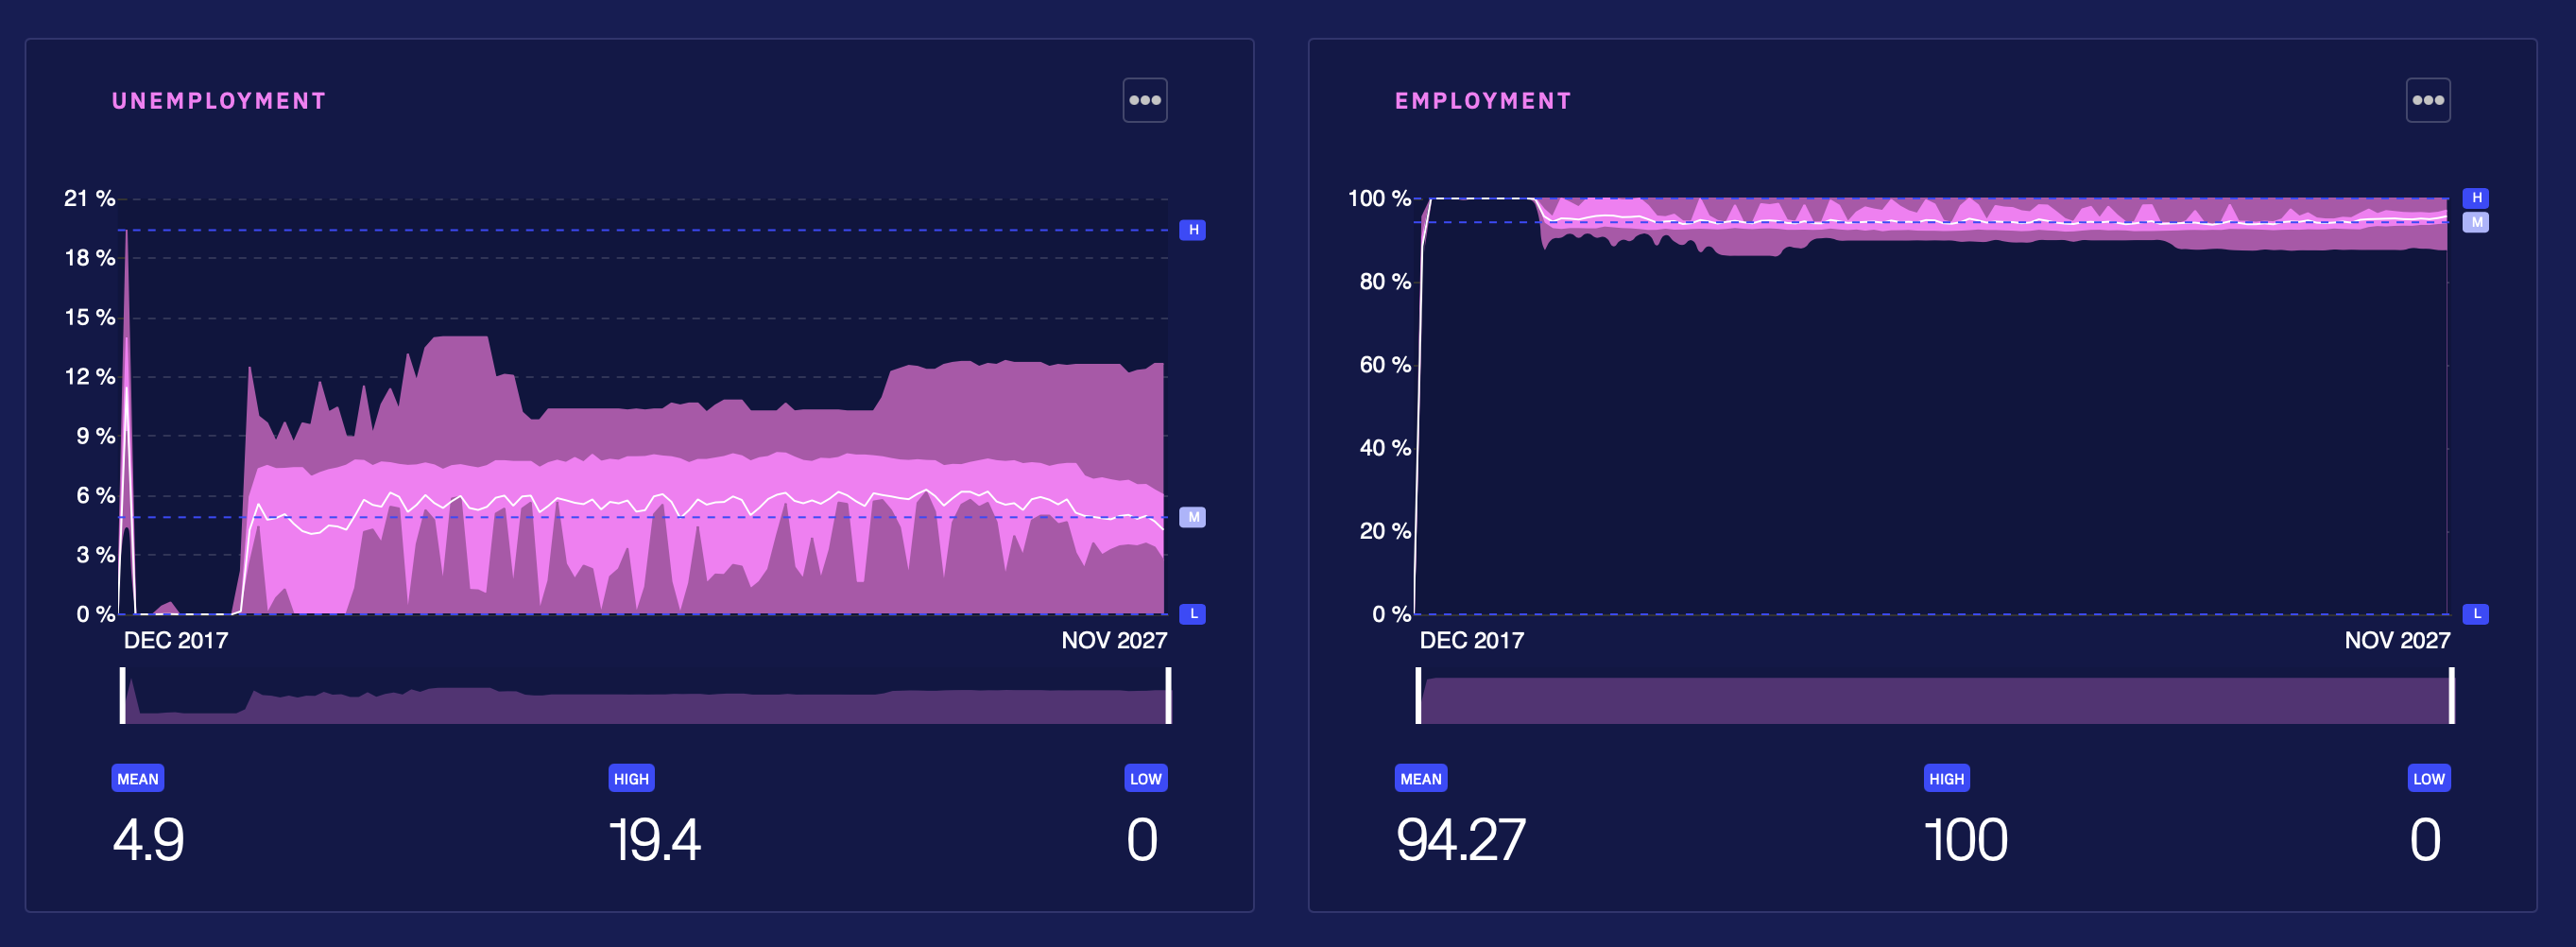 UNEMPLOYMENT
21 %
H
18 %
15 %
12 %
9 %
6 %
M
3 %
0 %
L
DEC 2017 NOV 2027
MEAN HIGH LOW
4.9 19.4 0
EMPLOYMENT
100 %
H
M
80 %
60 %
40 %
20 %
0 %
L
DEC 2017 NOV 2027
MEAN HIGH LOW
94.27 100 0